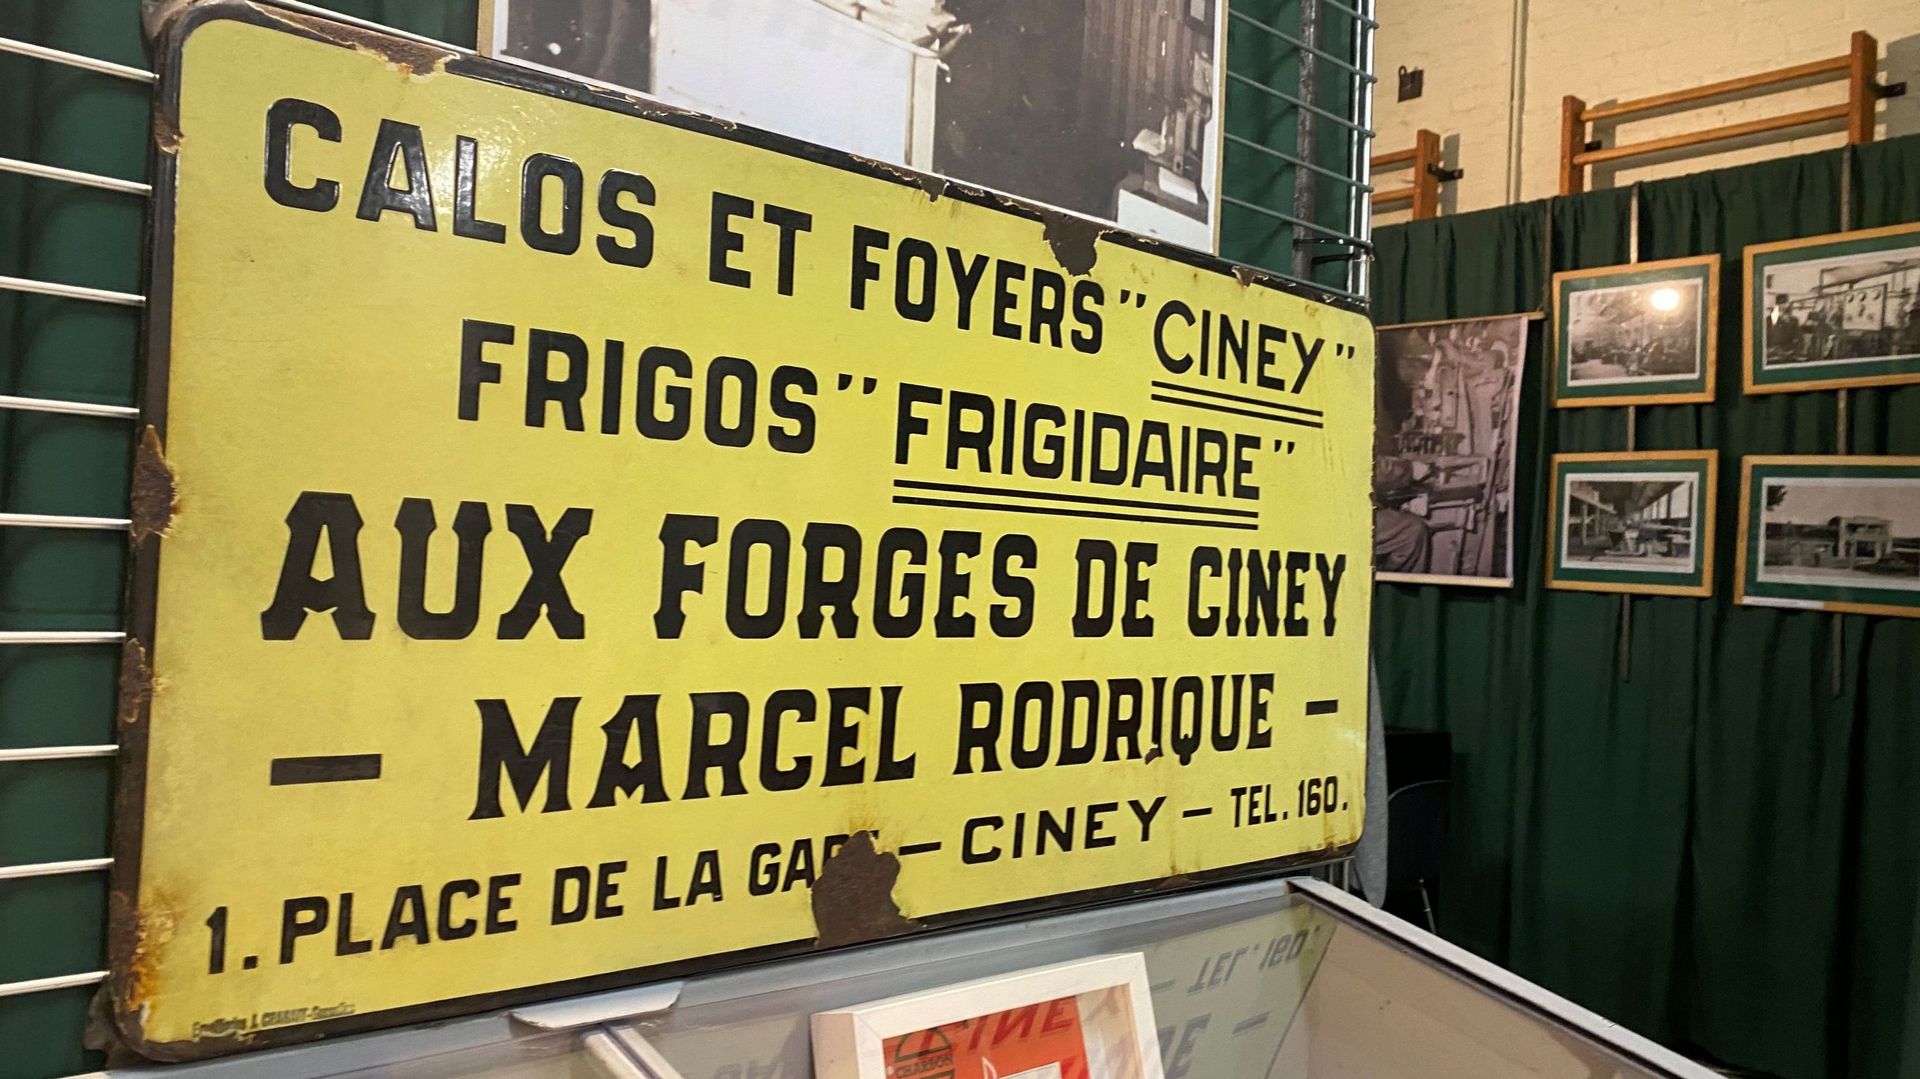 CALOS ET FOYERS "CINEY"
FRIGOS "FRIGIDAIRE"
AUX FORGES DE CINEY
— MARCEL RODRIQUE —
1. PLACE DE LA GARE — CINEY — TEL. 160.